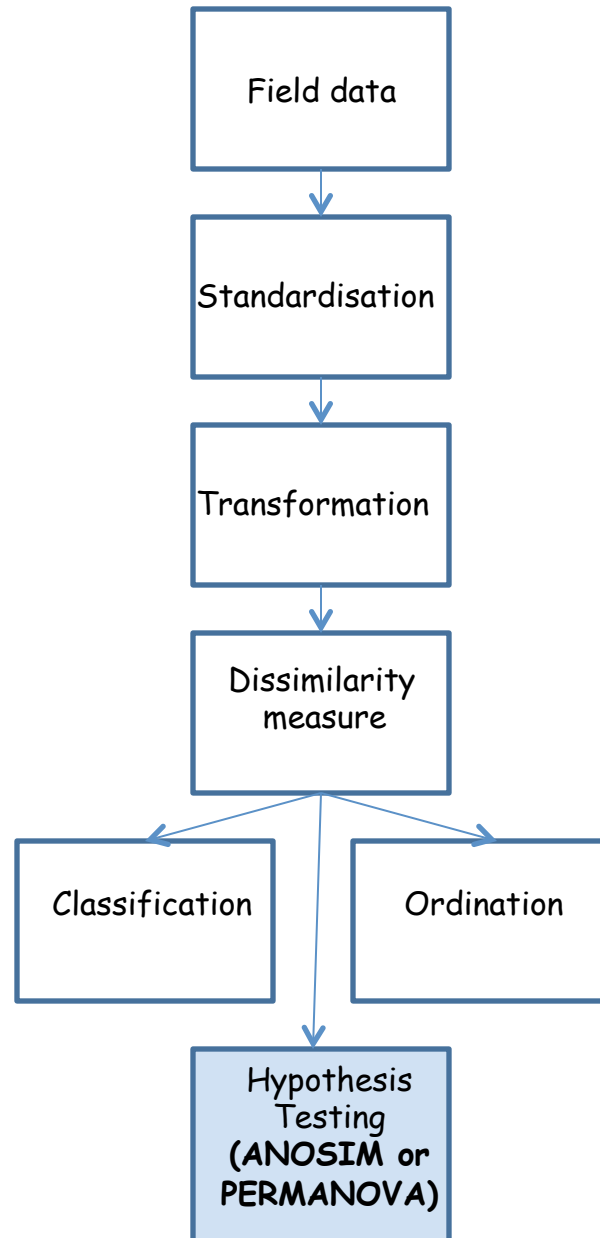 Field data
Standardisation
Transformation
Dissimilarity
measure
Classification
Ordination
Hypothesis
Testing
(ANOSIM or
PERMANOVA)